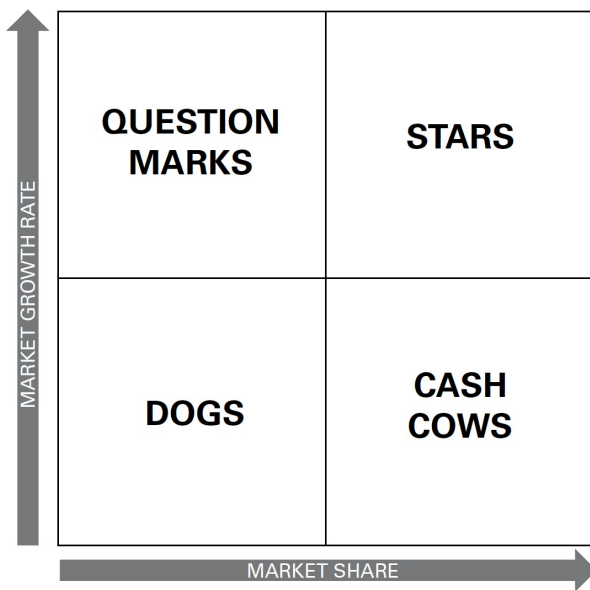 QUESTION
MARKS
STARS
MARKET GROWTH RATE
DOGS
CASH
COWS
MARKET SHARE